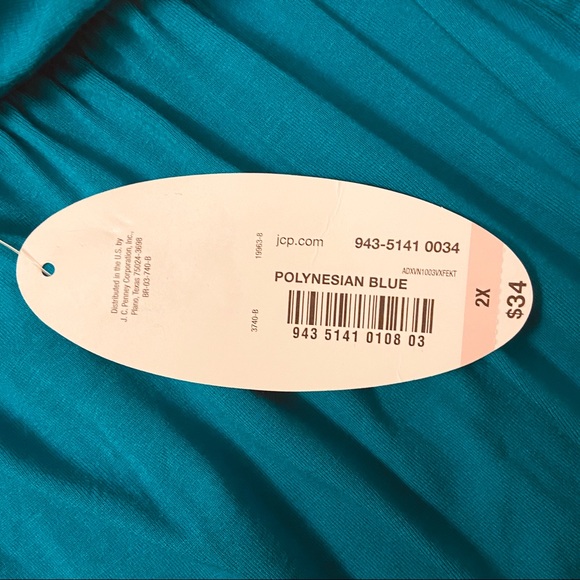 Distributed in the U.S. by
J. C. Penney Corporation, Inc.,
Plano, Texas 75024-3698
BR-03-740-B
19963-8
3740-B
jcp.com 943-5141 0034
ADXVN1003VXFEKT
POLYNESIAN BLUE
943 5141 0108 03
2X
$34